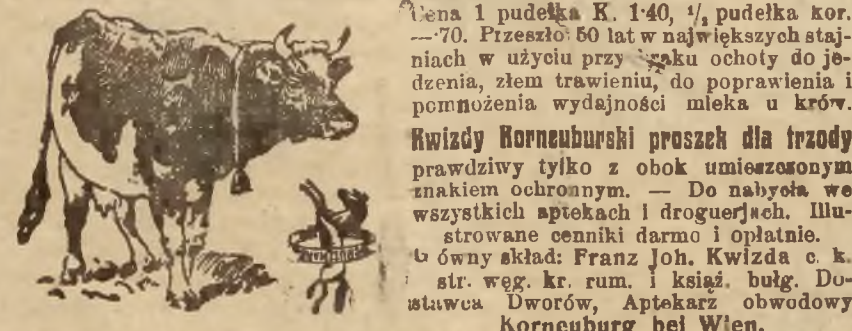 Cena 1 pudełka K. 1·40, ½ pudełka kor.
—·70. Przeszło 50 lat w największych staj-
niach w użyciu przy braku ochoty do je-
dzenia, złem trawieniu, do poprawienia i
pomnożenia wydajności mleka u krów.
Kwizdy Korneuburski proszek dla trzody
prawdziwy tylko z obok umieszczonym
znakiem ochronnym. — Do nabycia we
wszystkich aptekach i droguerjach. Illu-
strowane cenniki darmo i opłatnie.
Główny skład: Franz Joh. Kwizda c. k.
str. węg. kr. rum. i książ. bułg. Do-
stawca Dworów, Aptekarz obwodowy
Korneuburg bei Wien.